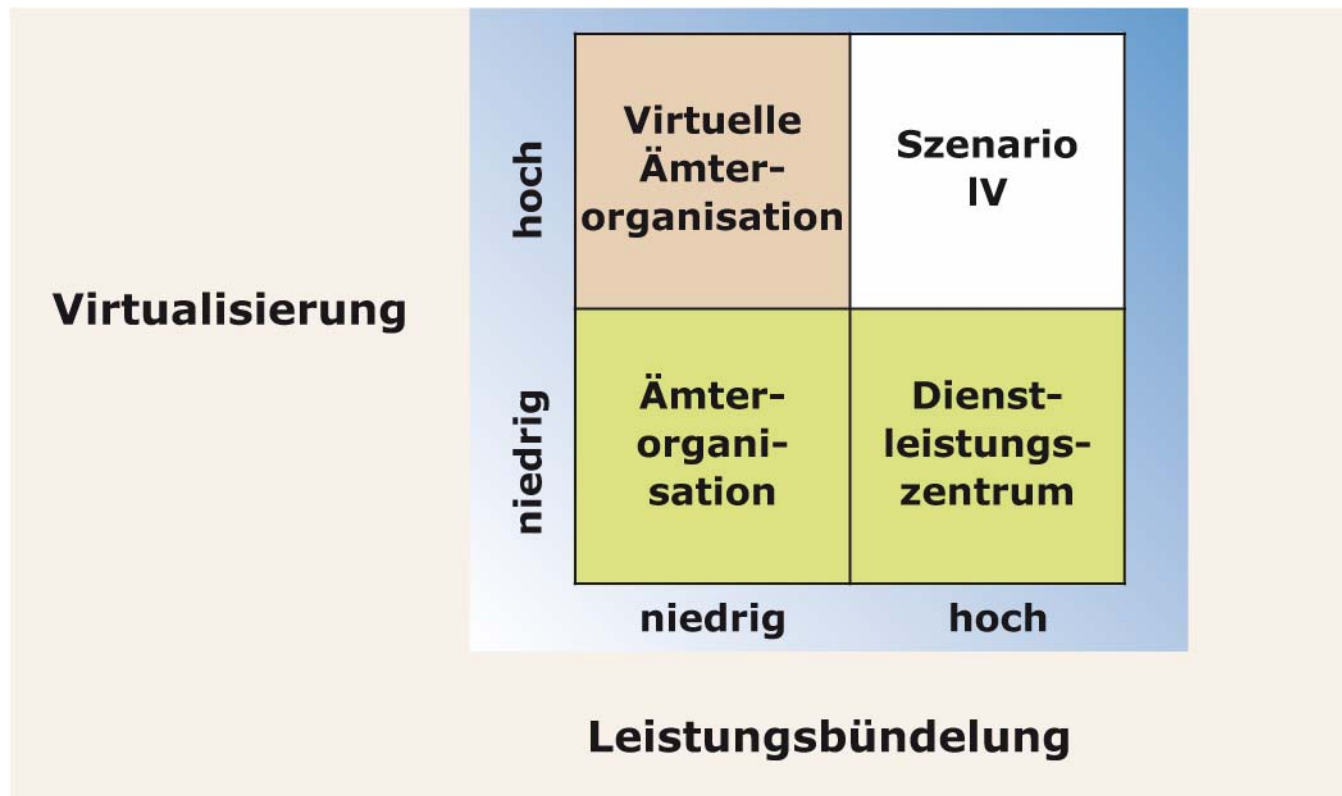 Virtualisierung
hoch
niedrig
Virtuelle
Ämter-
organisation
Szenario
IV
Ämter-
organi-
sation
Dienst-
leistungs-
zentrum
niedrig
hoch
Leistungsbündelung